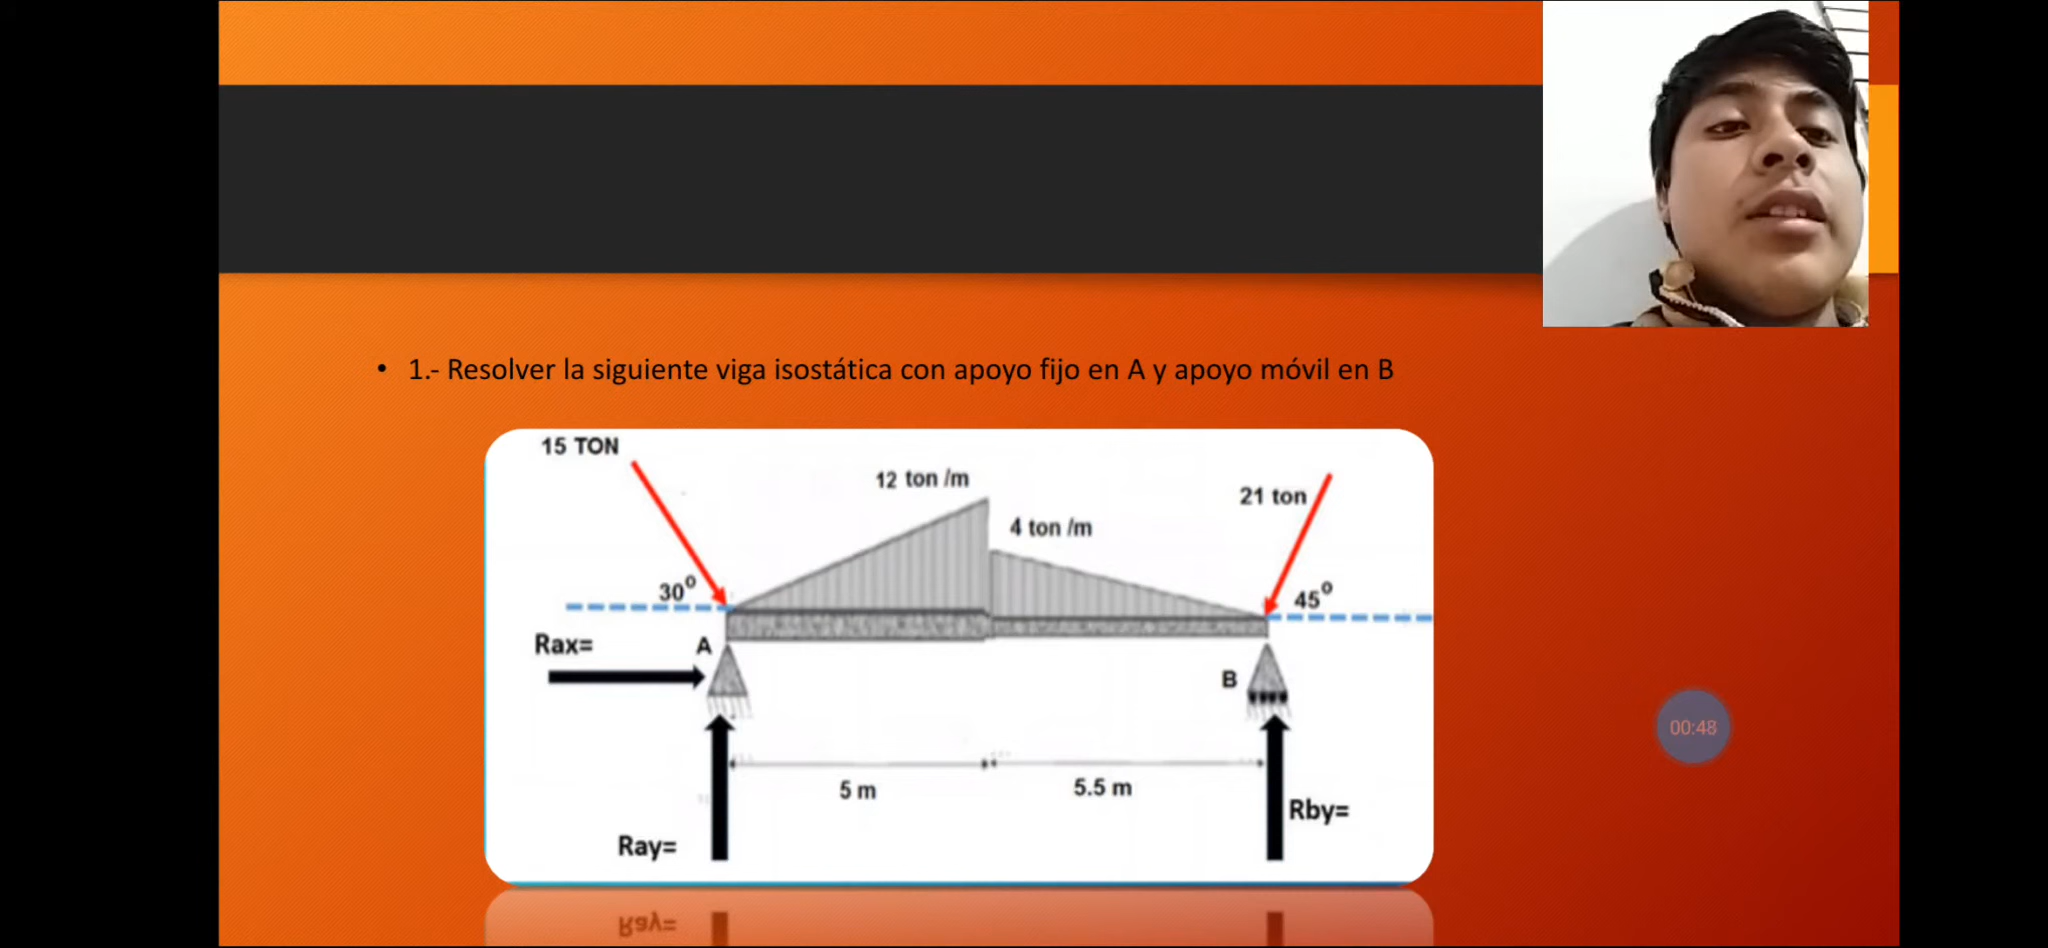 • 1.- Resolver la siguiente viga isostática con apoyo fijo en A y apoyo móvil en B
15 TON
12 ton /m
21 ton
4 ton /m
30°
45°
Rax=
A
B
00:48
5 m
5.5 m
Rby=
Ray=
Ray=